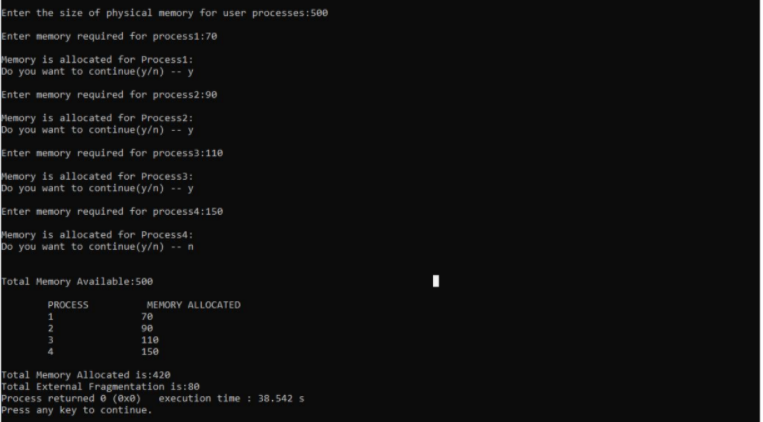 Enter the size of physical memory for user processes:500
Enter memory required for process1:70
Memory is allocated for Process1:
Do you want to continue(y/n) -- y
Enter memory required for process2:90
Memory is allocated for Process2:
Do you want to continue(y/n) -- y
Enter memory required for process3:110
Memory is allocated for Process3:
Do you want to continue(y/n) -- y
Enter memory required for process4:150
Memory is allocated for Process4:
Do you want to continue(y/n) -- n
Total Memory Available:500
PROCESS MEMORY ALLOCATED
1 70
2 90
3 110
4 150
Total Memory Allocated is:420
Total External Fragmentation is:80
Process returned 0 (0x0) execution time : 38.542 s
Press any key to continue.